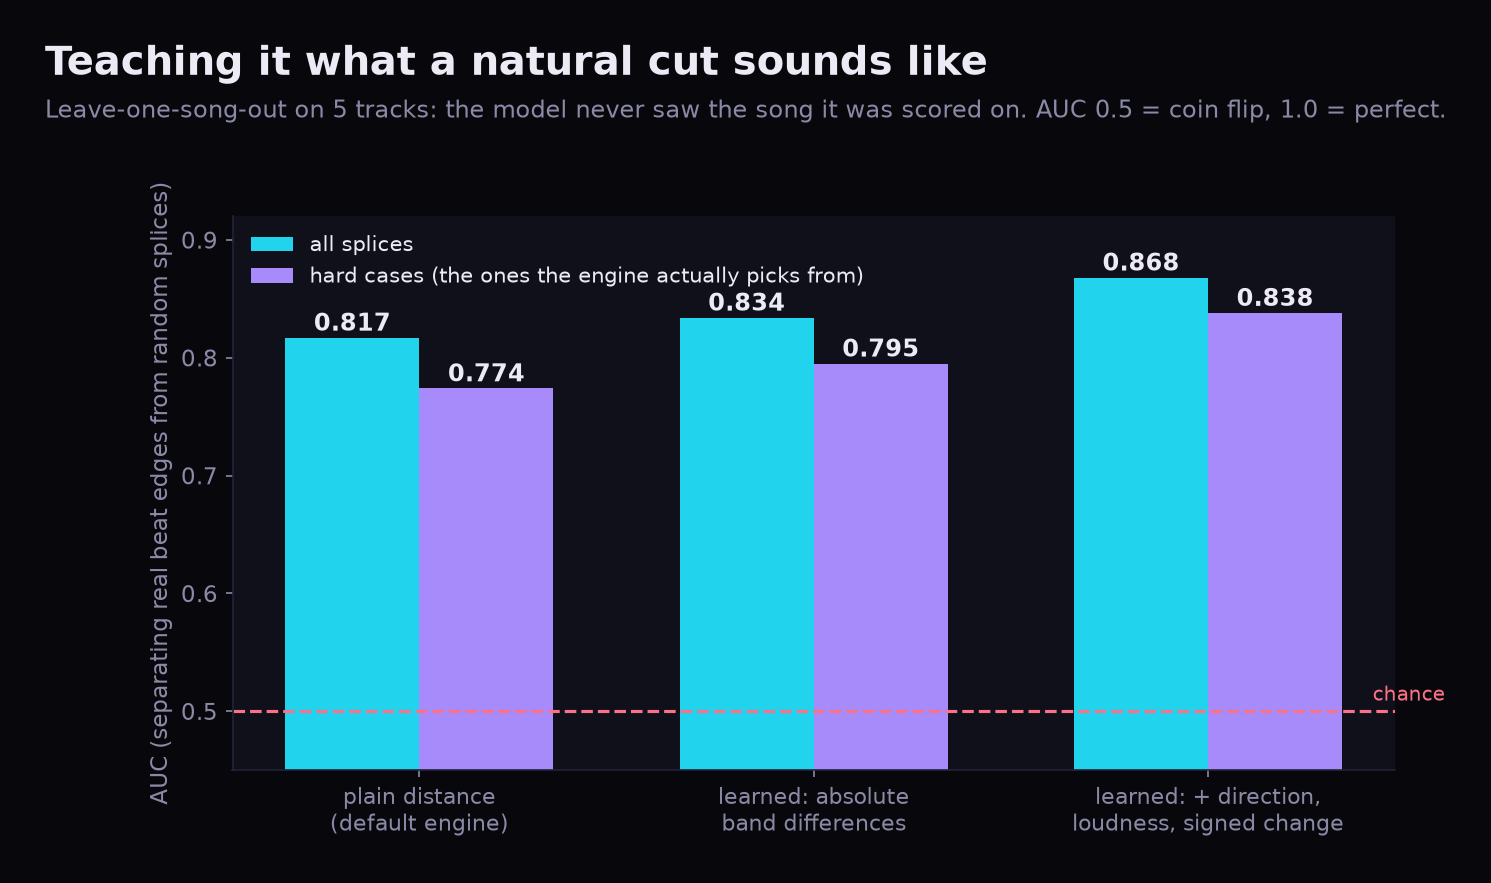 Teaching it what a natural cut sounds like
Leave-one-song-out on 5 tracks: the model never saw the song it was scored on. AUC 0.5 = coin flip, 1.0 = perfect.
AUC (separating real beat edges from random splices)
0.9
0.8
0.7
0.6
0.5
all splices
hard cases (the ones the engine actually picks from)
0.817
0.774
0.834
0.795
0.868
0.838
chance
plain distance
(default engine)
learned: absolute
band differences
learned: + direction,
loudness, signed change